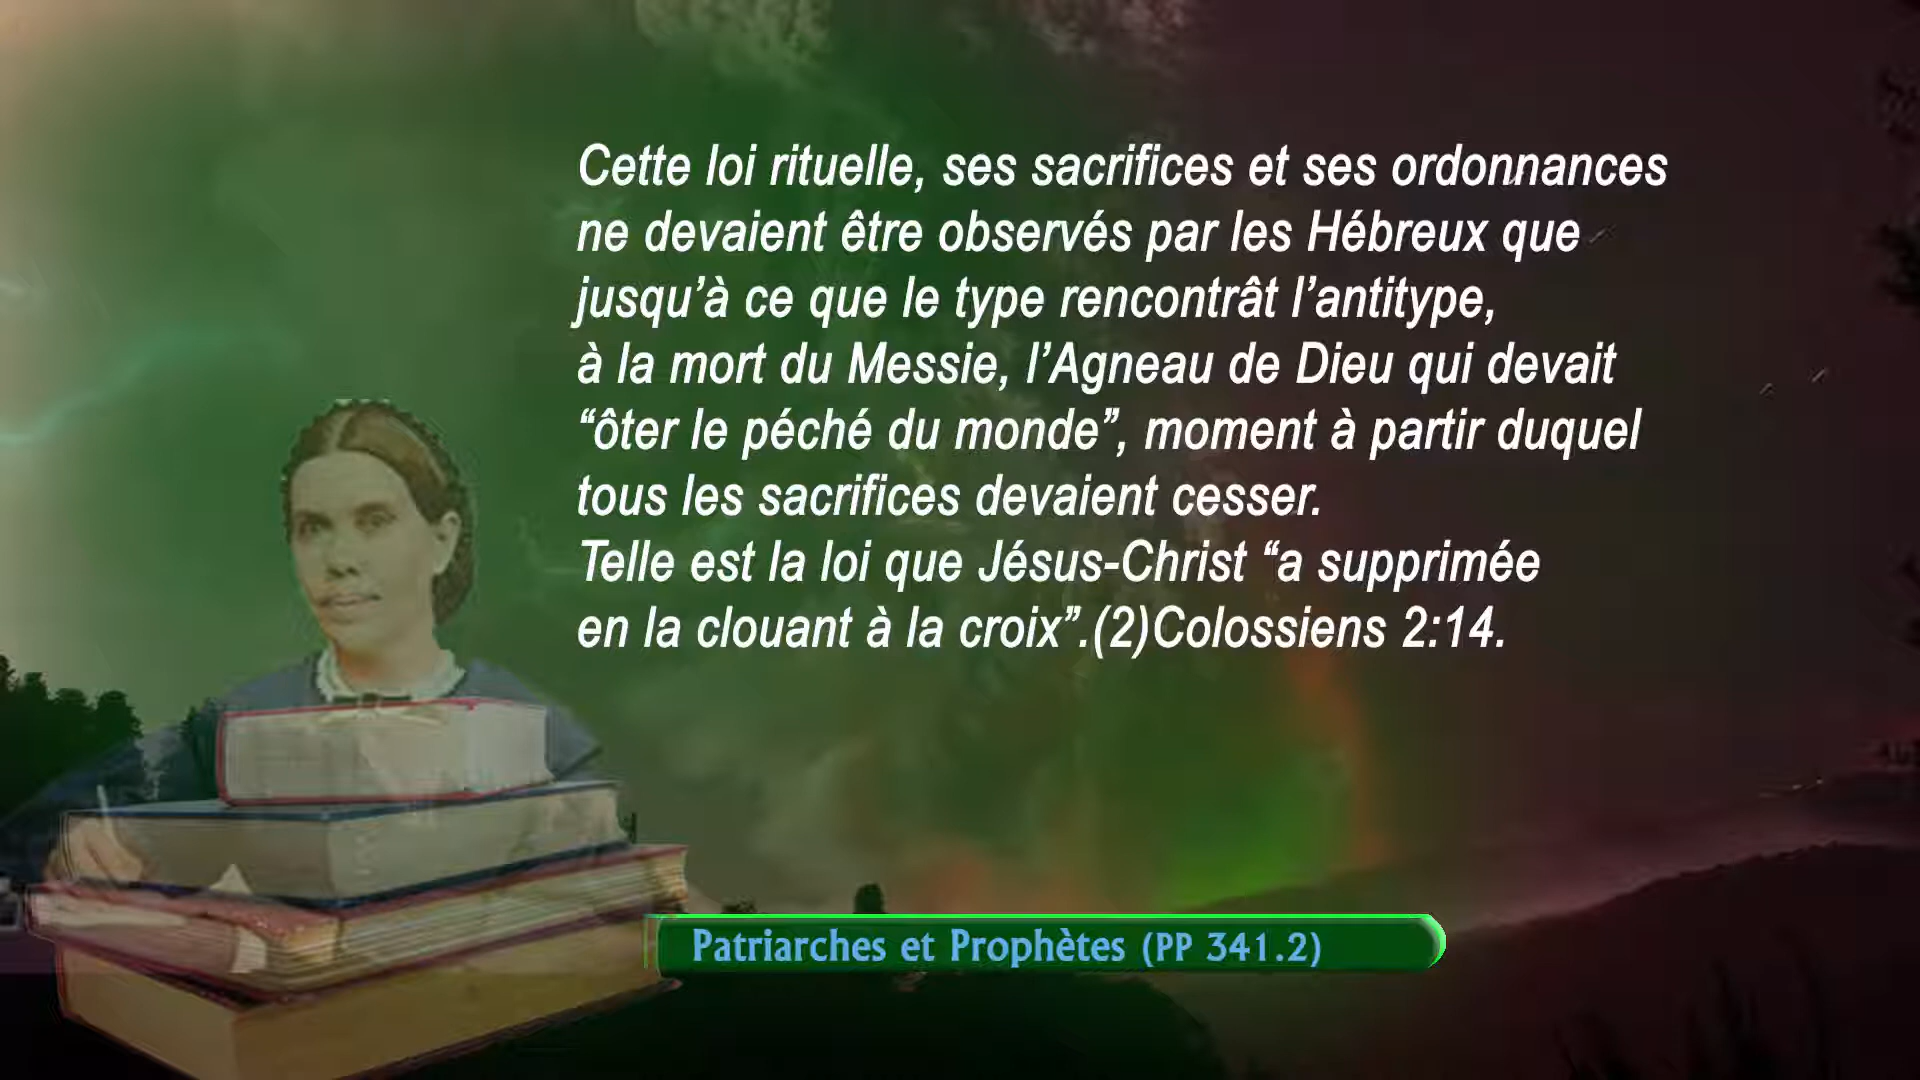 Cette loi rituelle, ses sacrifices et ses ordonnances
ne devaient être observés par les Hébreux que
jusqu’à ce que le type rencontrât l’antitype,
à la mort du Messie, l’Agneau de Dieu qui devait
“ôter le péché du monde”, moment à partir duquel
tous les sacrifices devaient cesser.
Telle est la loi que Jésus-Christ “a supprimée
en la clouant à la croix”.(2)Colossiens 2:14.
Patriarches et Prophètes (PP 341.2)